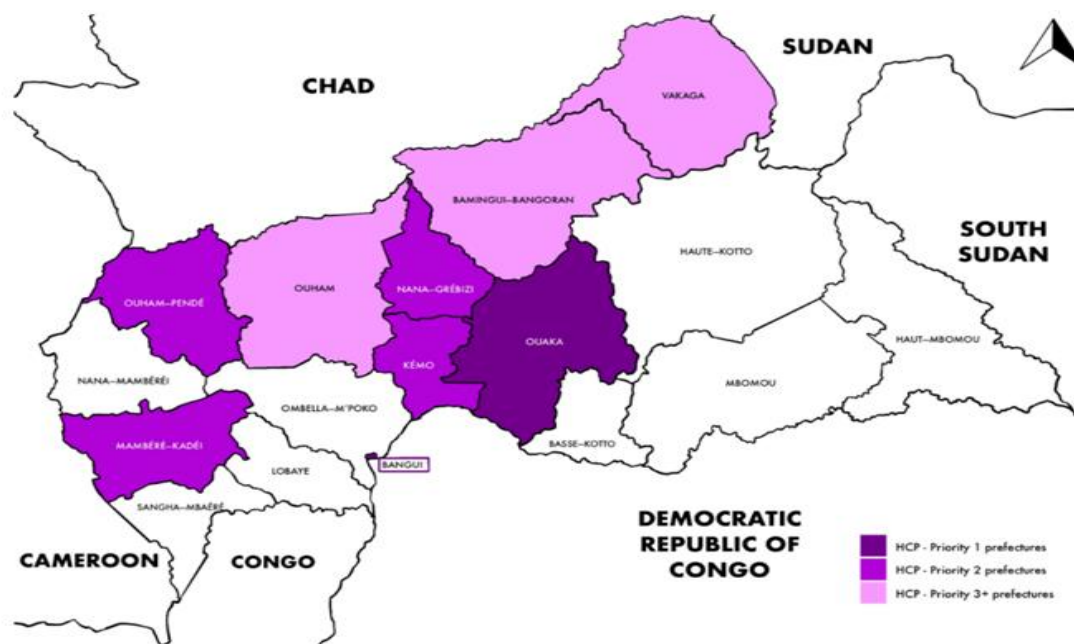 SUDAN
CHAD
VAKAGA
BAMINGUI–BANGORAN
SOUTH
SUDAN
HAUTE–KOTTO
OUHAM–PENDÉ
OUHAM
NANA–GRÉBIZI
OUAKA
HAUT–MBOMOU
KÉMO
NANA–MAMBÉRÉI
MBOMOU
OMBELLA–M'POKO
MAMBÉRÉ–KADÉI
BASSE–KOTTO
BANGUI
LOBAYE
SANGHA–MBAÉRÉ
DEMOCRATIC
REPUBLIC OF
CONGO
CAMEROON
CONGO
HCP - Priority 1 prefectures
HCP - Priority 2 prefectures
HCP - Priority 3+ prefectures